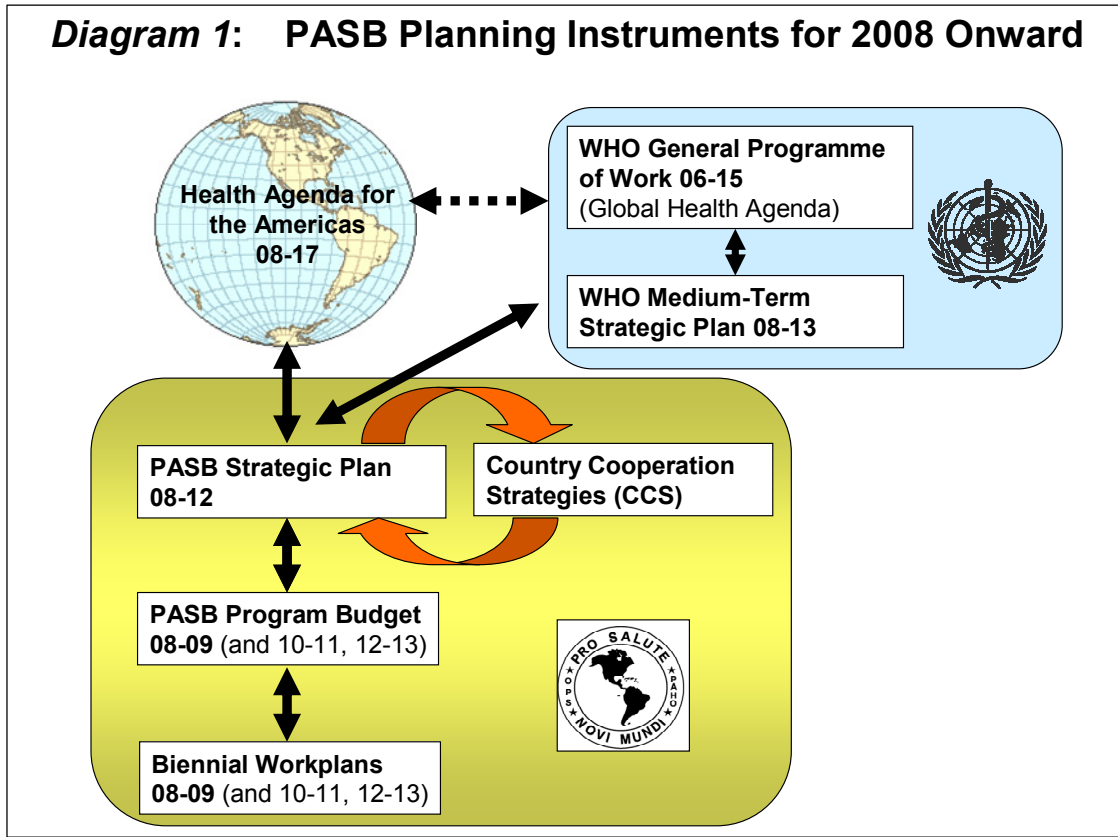 Diagram 1: PASB Planning Instruments for 2008 Onward
Health Agenda for
the Americas
08-17
WHO General Programme
of Work 06-15
(Global Health Agenda)
WHO Medium-Term
Strategic Plan 08-13
PASB Strategic Plan
08-12
Country Cooperation
Strategies (CCS)
PASB Program Budget
08-09 (and 10-11, 12-13)
Biennial Workplans
08-09 (and 10-11, 12-13)
PRO SALUTE
OPS
PAHO
NOVI MUNDI